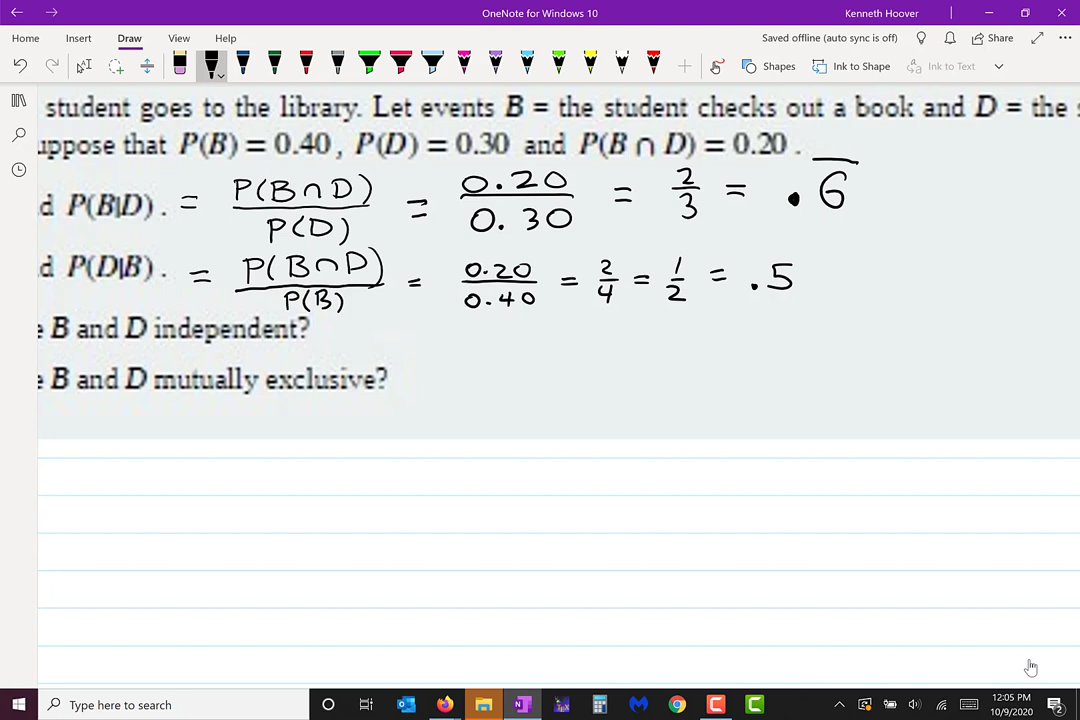 OneNote for Windows 10
Kenneth Hoover
Home Insert Draw View Help
Saved offline (auto sync is off)
Share
Shapes
Ink to Shape
Ink to Text
student goes to the library. Let events B = the student checks out a book and D = the s
uppose that P(B) = 0.40 , P(D) = 0.30 and P(B ∩ D) = 0.20 .
d P(B|D) . = P(B∩D)/P(D) = 0.20/0.30 = 2/3 = .6̅
d P(D|B) . = P(B∩D)/P(B) = 0.20/0.40 = 2/4 = 1/2 = .5
e B and D independent?
e B and D mutually exclusive?
Type here to search
12:05 PM
10/9/2020
2